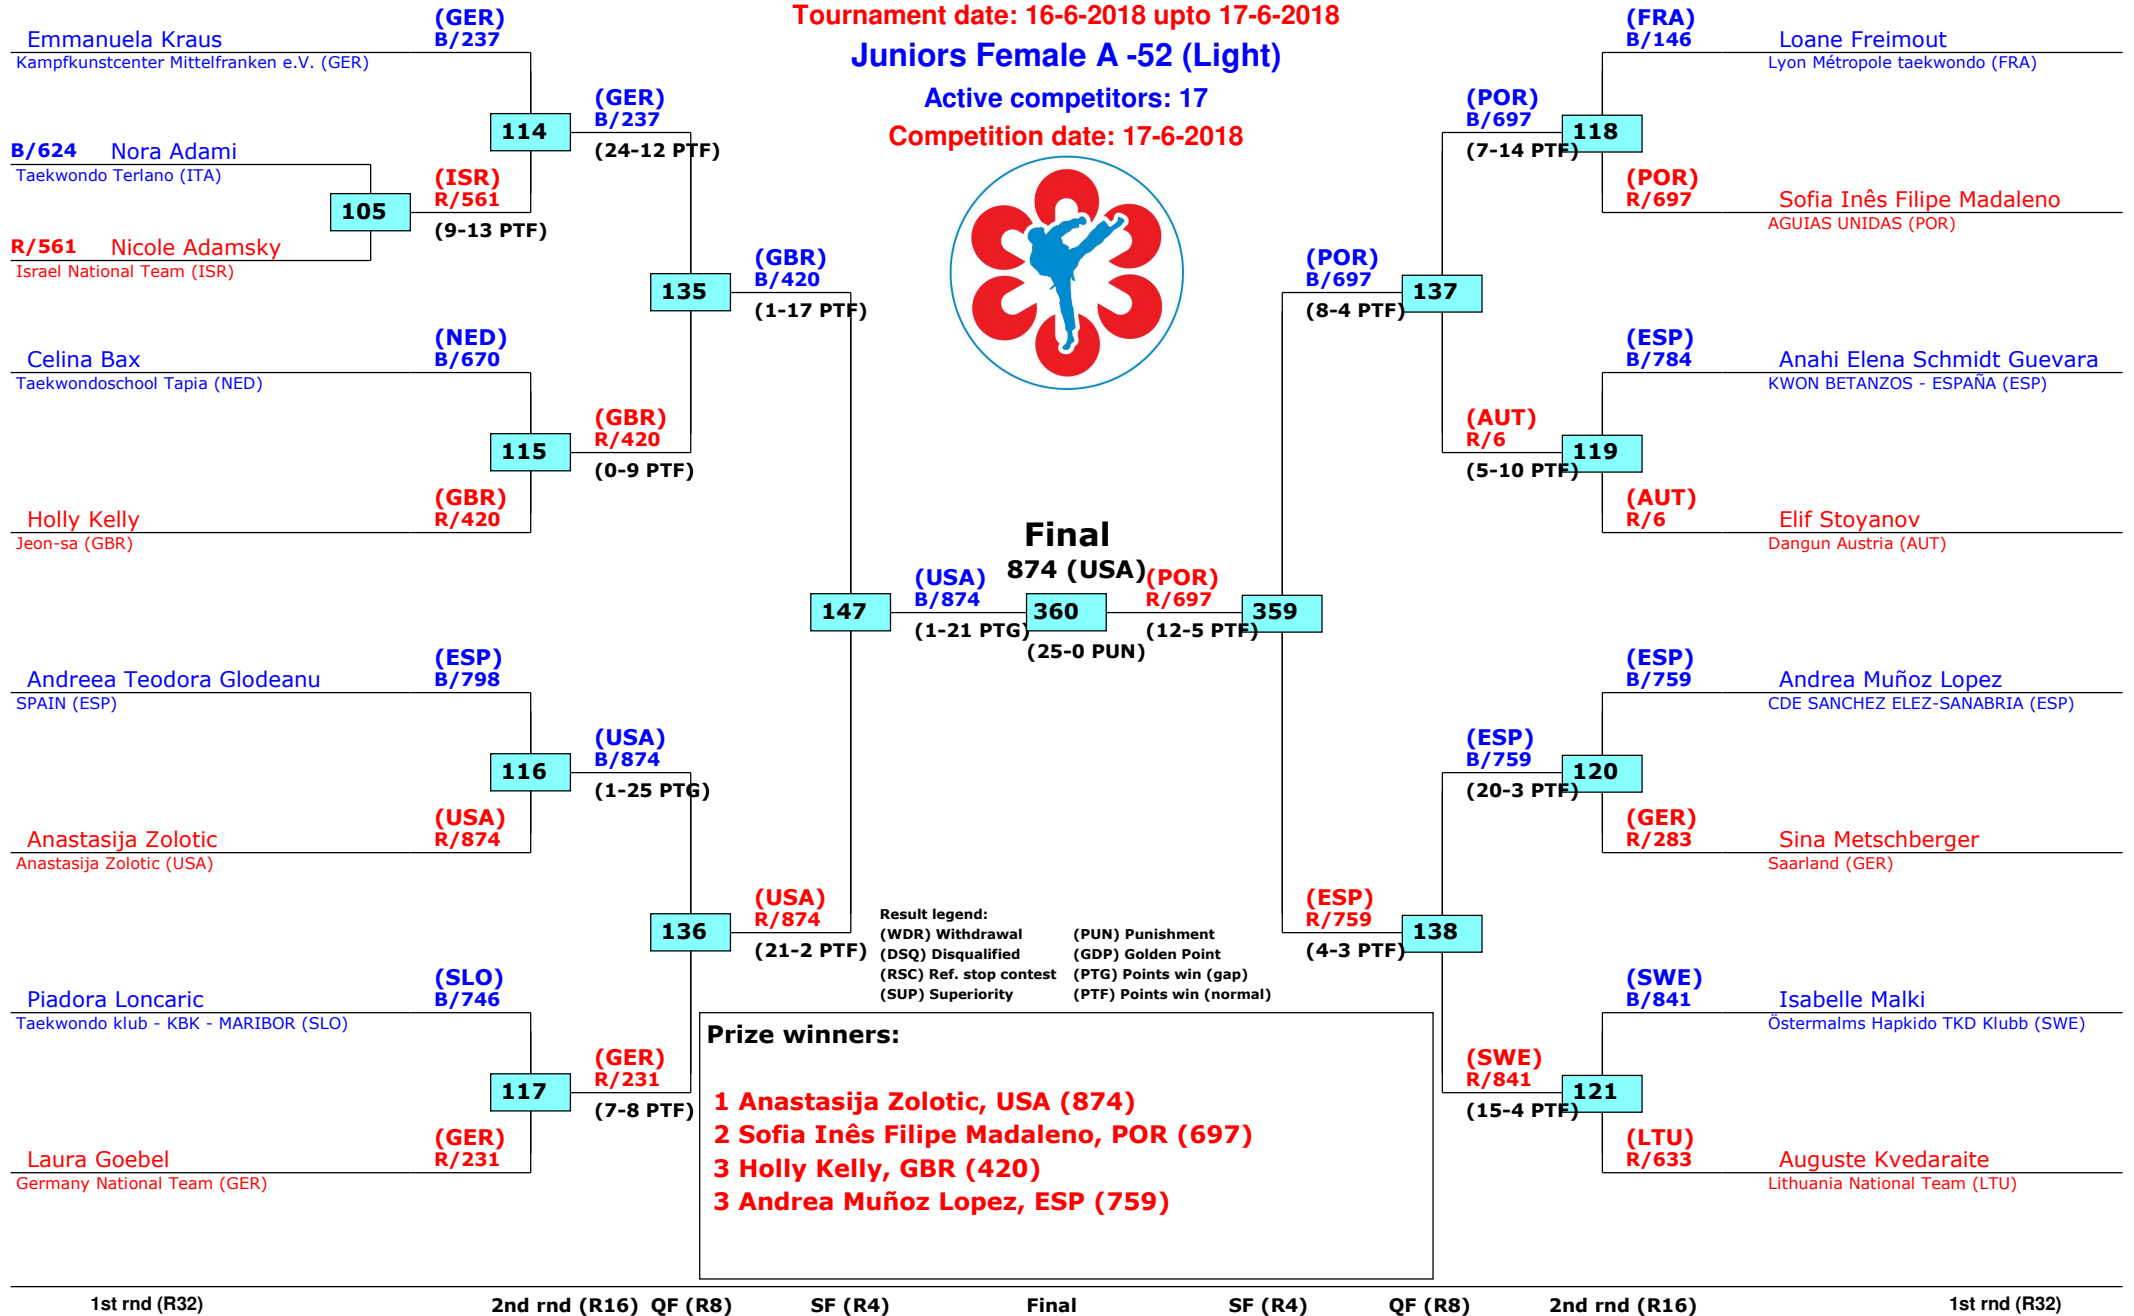 Tournament date: 16-6-2018 upto 17-6-2018
Juniors Female A -52 (Light)
Active competitors: 17
Competition date: 17-6-2018
(GER)
Emmanuela Kraus B/237
Kampfkunstcenter Mittelfranken e.V. (GER)
114
(GER)
B/237
(24-12 PTF)
B/624 Nora Adami
Taekwondo Terlano (ITA)
105
(ISR)
R/561
(9-13 PTF)
R/561 Nicole Adamsky
Israel National Team (ISR)
135
(GBR)
B/420
(1-17 PTF)
(NED)
Celina Bax B/670
Taekwondoschool Tapia (NED)
115
(GBR)
R/420
(0-9 PTF)
(GBR)
Holly Kelly R/420
Jeon-sa (GBR)
147
(USA)
B/874
(1-21 PTG)
(ESP)
Andreea Teodora Glodeanu B/798
SPAIN (ESP)
116
(USA)
B/874
(1-25 PTG)
(USA)
Anastasija Zolotic R/874
Anastasija Zolotic (USA)
136
(USA)
R/874
(21-2 PTF)
(SLO)
Piadora Loncaric B/746
Taekwondo klub - KBK - MARIBOR (SLO)
117
(GER)
R/231
(7-8 PTF)
(GER)
Laura Goebel R/231
Germany National Team (GER)
Final
874 (USA)
360
(25-0 PUN)
(POR)
R/697
(12-5 PTF)
359
(FRA)
B/146 Loane Freimout
Lyon Métropole taekwondo (FRA)
(POR)
B/697
(7-14 PTF)
118
(POR)
R/697 Sofia Inês Filipe Madaleno
AGUIAS UNIDAS (POR)
(POR)
B/697
(8-4 PTF)
137
(ESP)
B/784 Anahi Elena Schmidt Guevara
KWON BETANZOS - ESPAÑA (ESP)
(AUT)
R/6
(5-10 PTF)
119
(AUT)
R/6 Elif Stoyanov
Dangun Austria (AUT)
(ESP)
B/759 Andrea Muñoz Lopez
CDE SANCHEZ ELEZ-SANABRIA (ESP)
(ESP)
B/759
(20-3 PTF)
120
(GER)
R/283 Sina Metschberger
Saarland (GER)
(ESP)
R/759
(4-3 PTF)
138
(SWE)
B/841 Isabelle Malki
Östermalms Hapkido TKD Klubb (SWE)
(SWE)
R/841
(15-4 PTF)
121
(LTU)
R/633 Auguste Kvedaraite
Lithuania National Team (LTU)
Result legend:
(WDR) Withdrawal (PUN) Punishment
(DSQ) Disqualified (GDP) Golden Point
(RSC) Ref. stop contest (PTG) Points win (gap)
(SUP) Superiority (PTF) Points win (normal)
Prize winners:
1 Anastasija Zolotic, USA (874)
2 Sofia Inês Filipe Madaleno, POR (697)
3 Holly Kelly, GBR (420)
3 Andrea Muñoz Lopez, ESP (759)
1st rnd (R32) 2nd rnd (R16) QF (R8) SF (R4) Final SF (R4) QF (R8) 2nd rnd (R16) 1st rnd (R32)